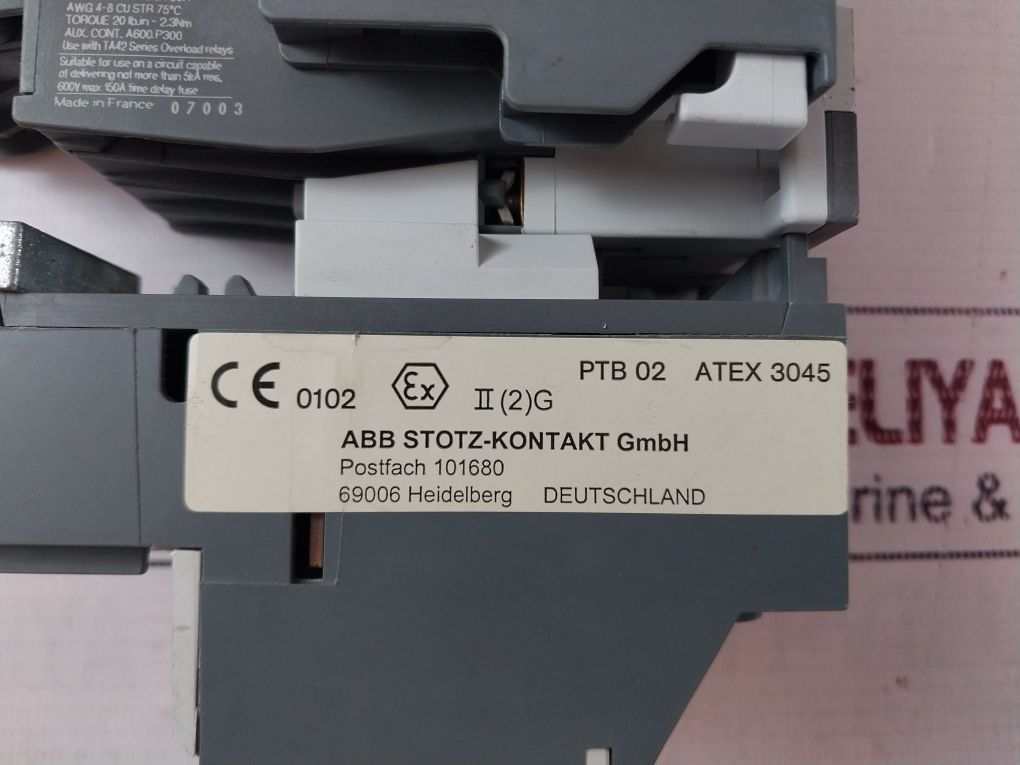 AWG 4-8 CU STR 75°C
TORQUE 20 lb.in - 2.3Nm
AUX. CONT. A600 P300
Use with TA42 Series Overload relays
Suitable for use on a circuit capable
of delivering not more than 5kA rms,
600V max 150A time delay fuse
Made in France 07003
CE 0102 Ex II (2)G PTB 02 ATEX 3045
ABB STOTZ-KONTAKT GmbH
Postfach 101680
69006 Heidelberg DEUTSCHLAND
ELIYA
rine &